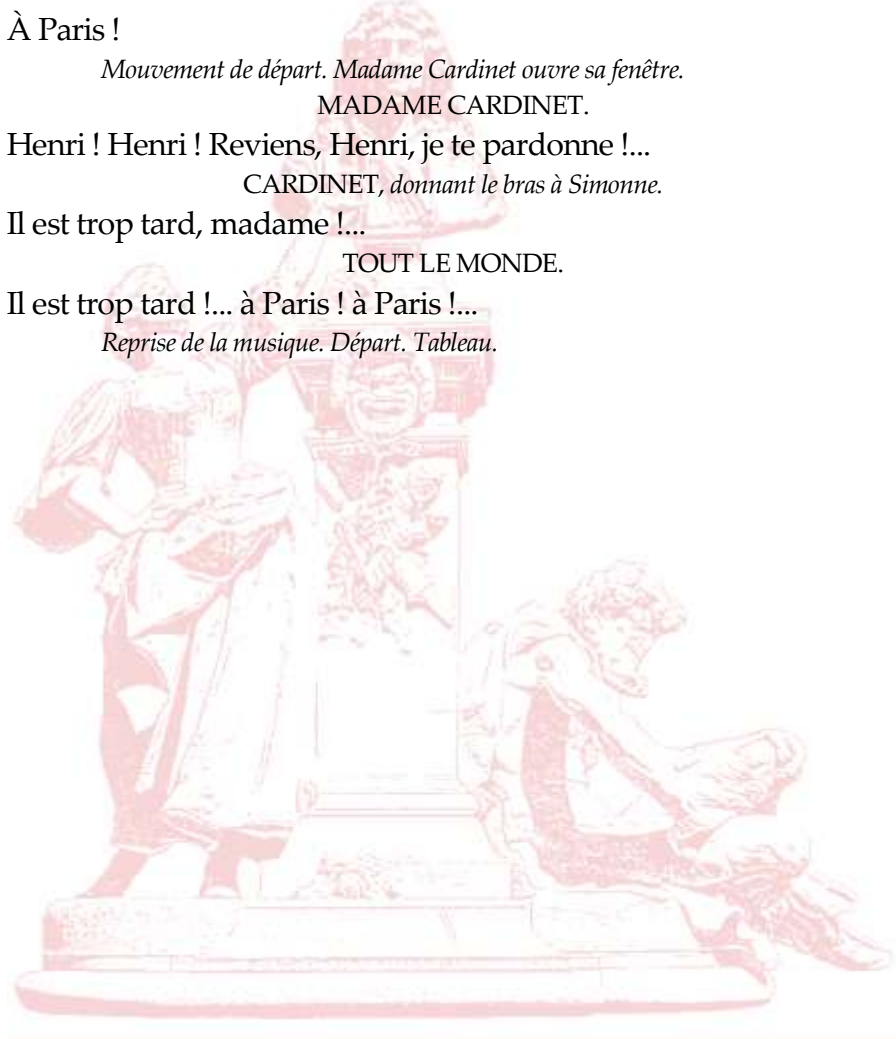 À Paris !
Mouvement de départ. Madame Cardinet ouvre sa fenêtre.
MADAME CARDINET.
Henri ! Henri ! Reviens, Henri, je te pardonne !...
CARDINET, donnant le bras à Simonne.
Il est trop tard, madame !...
TOUT LE MONDE.
Il est trop tard !... à Paris ! à Paris !...
Reprise de la musique. Départ. Tableau.